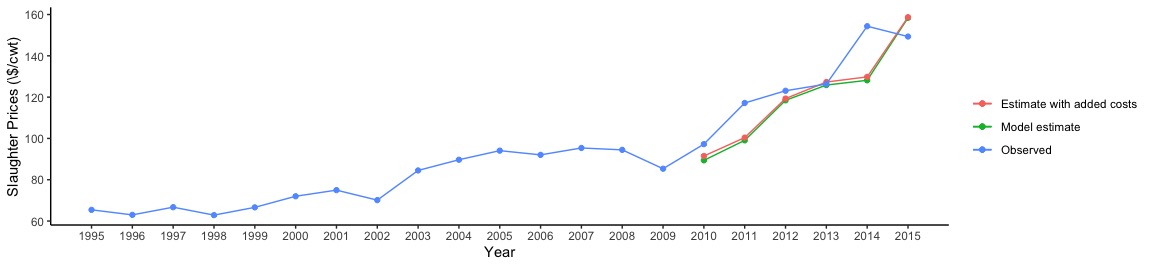 160
140
120
100
80
60
Slaughter Prices (\$/cwt)
1995 1996 1997 1998 1999 2000 2001 2002 2003 2004 2005 2006 2007 2008 2009 2010 2011 2012 2013 2014 2015
Year
Estimate with added costs
Model estimate
Observed